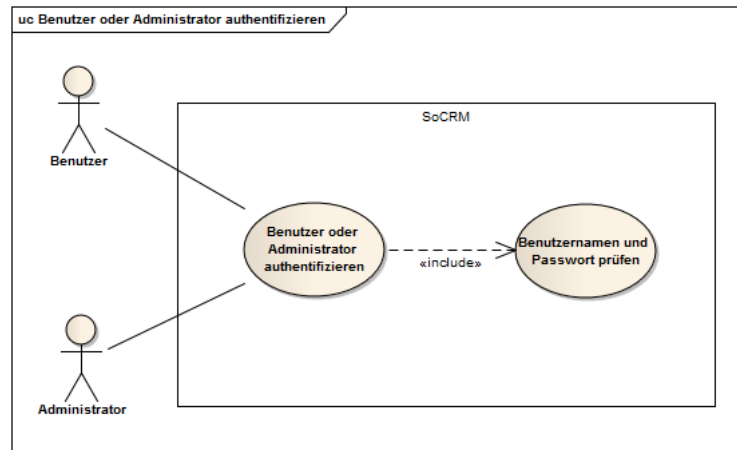 uc Benutzer oder Administrator authentifizieren
SoCRM
Benutzer
Benutzer oder
Administrator
authentifizieren
«include»
Benutzernamen und
Passwort prüfen
Administrator